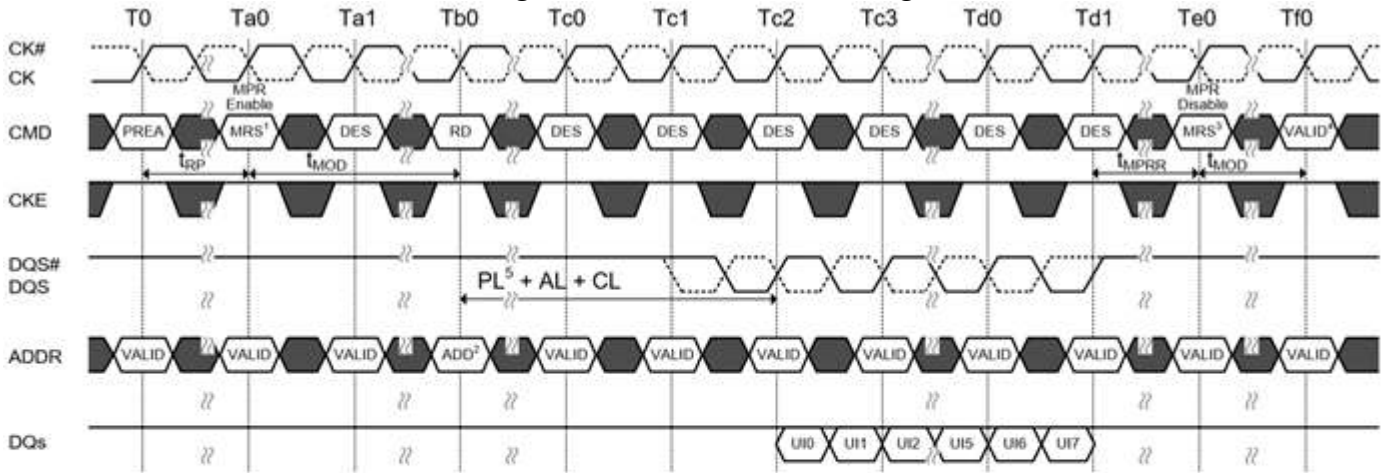 T0 Ta0 Ta1 Tb0 Tc0 Tc1 Tc2 Tc3 Td0 Td1 Te0 Tf0
CK#
CK
MPR Enable MPR Disable
CMD PREA MRS¹ DES RD DES DES DES DES DES DES MRS³ VALID⁴
tRP tMOD tMPRR tMOD
CKE
DQS#
DQS
PL⁵ + AL + CL
ADDR VALID VALID VALID ADD² VALID VALID VALID VALID VALID VALID VALID VALID
DQs UI0 UI1 UI2 UI5 UI6 UI7